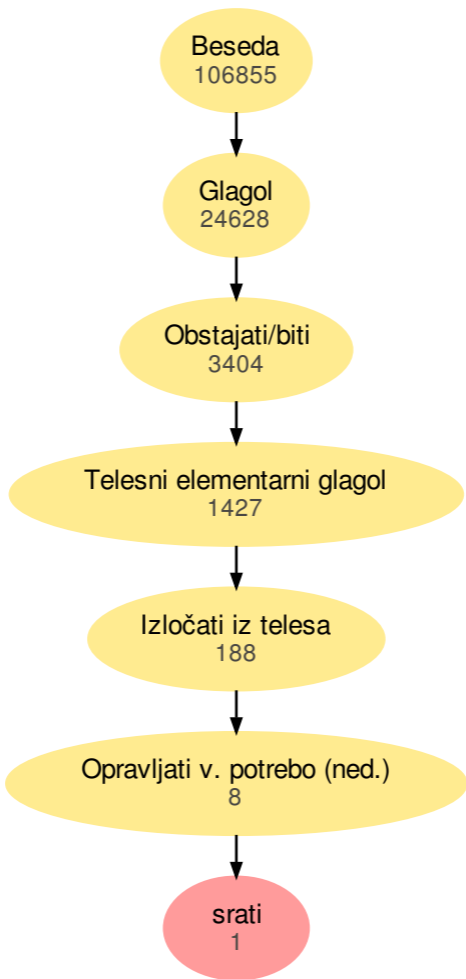 Beseda
106855
Glagol
24628
Obstajati/biti
3404
Telesni elementarni glagol
1427
Izločati iz telesa
188
Opravljati v. potrebo (ned.)
8
srati
1